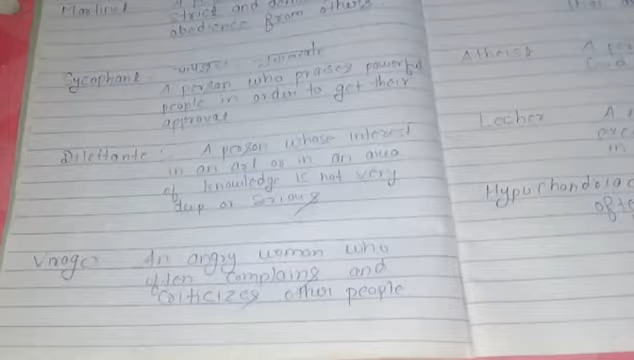 Martinet
strict and
obedience from others.
Sycophant
A person who praises powerful
people in order to get their
approval
Dilettante : A person whose interest
in an art or in an area
of knowledge is not very
deep or serious
Virago An angry woman who
often complains and
criticizes other people
Atheist A
Lecher A
in
Hypochondriac